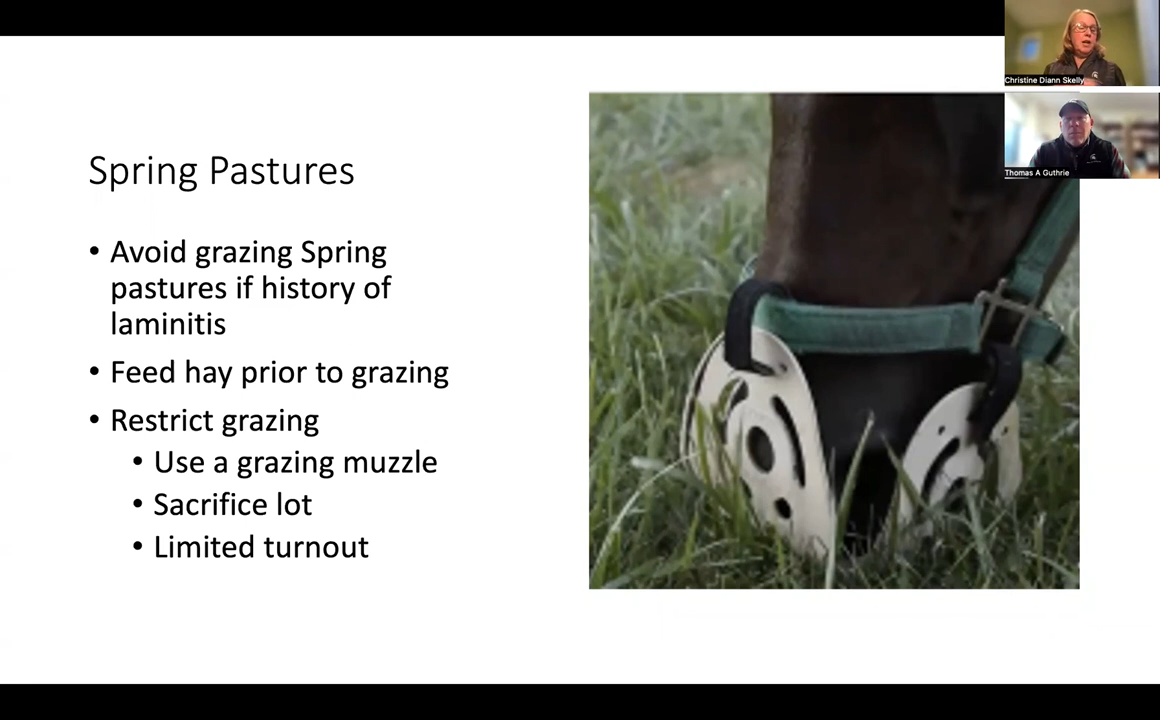 Christine Diann Skelly
Thomas A Guthrie
Spring Pastures
• Avoid grazing Spring
pastures if history of
laminitis
• Feed hay prior to grazing
• Restrict grazing
• Use a grazing muzzle
• Sacrifice lot
• Limited turnout